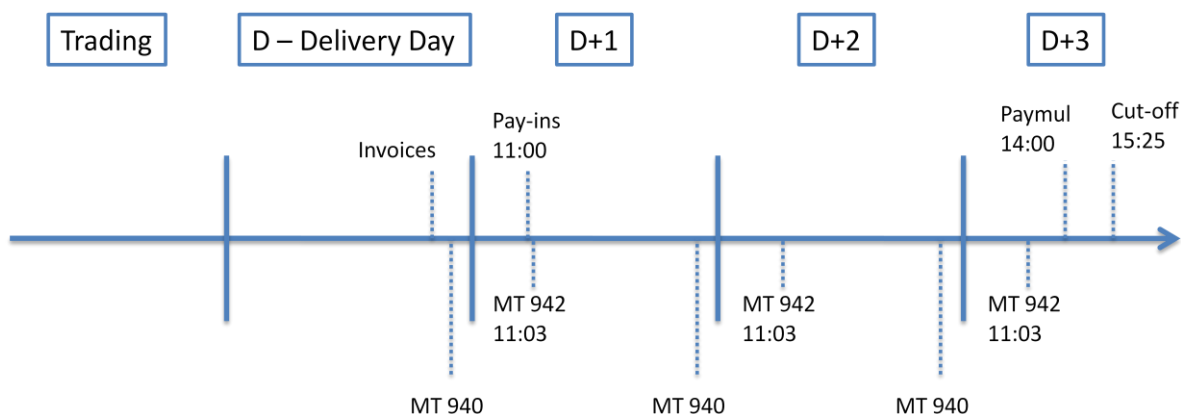 Trading
D – Delivery Day
D+1
D+2
D+3
Invoices
Pay-ins
11:00
Paymul
14:00
Cut-off
15:25
MT 942
11:03
MT 942
11:03
MT 942
11:03
MT 940
MT 940
MT 940